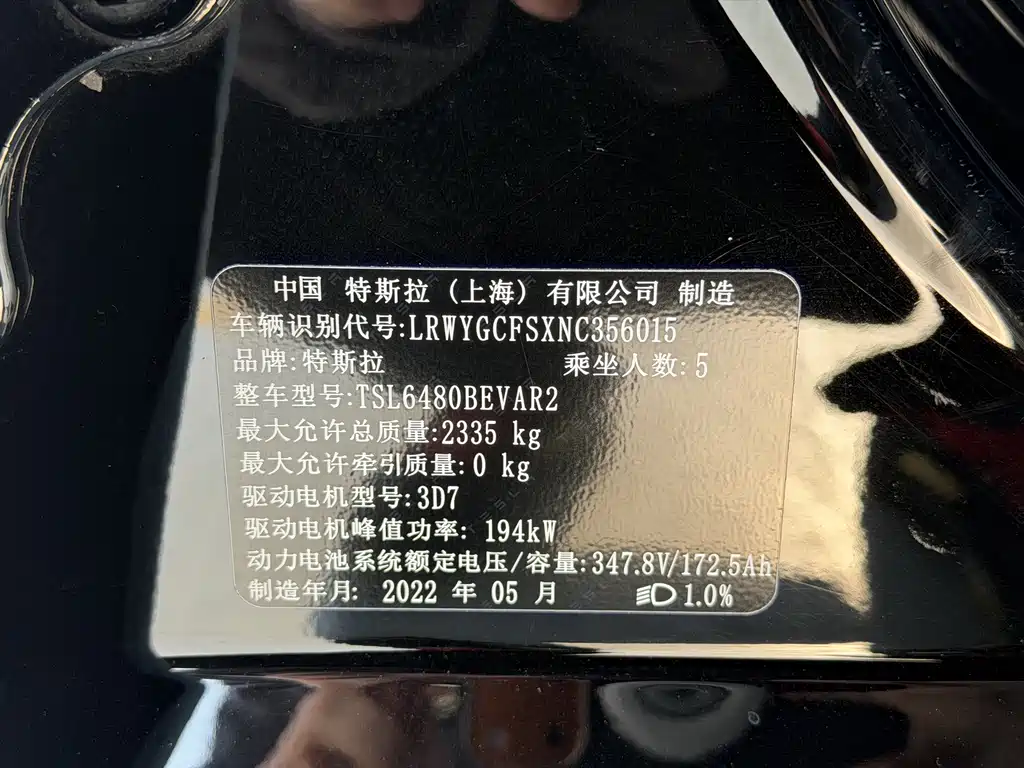 中国 特斯拉 (上海) 有限公司 制造
车辆识别代号:LRWYGCFSXNC356015
品牌:特斯拉 乘坐人数:5
整车型号:TSL6480BEVAR2
最大允许总质量:2335 kg
最大允许牵引质量:0 kg
驱动电机型号:3D7
驱动电机峰值功率: 194kW
动力电池系统额定电压/容量:347.8V/172.5Ah
制造年月: 2022 年 05 月 1.0%